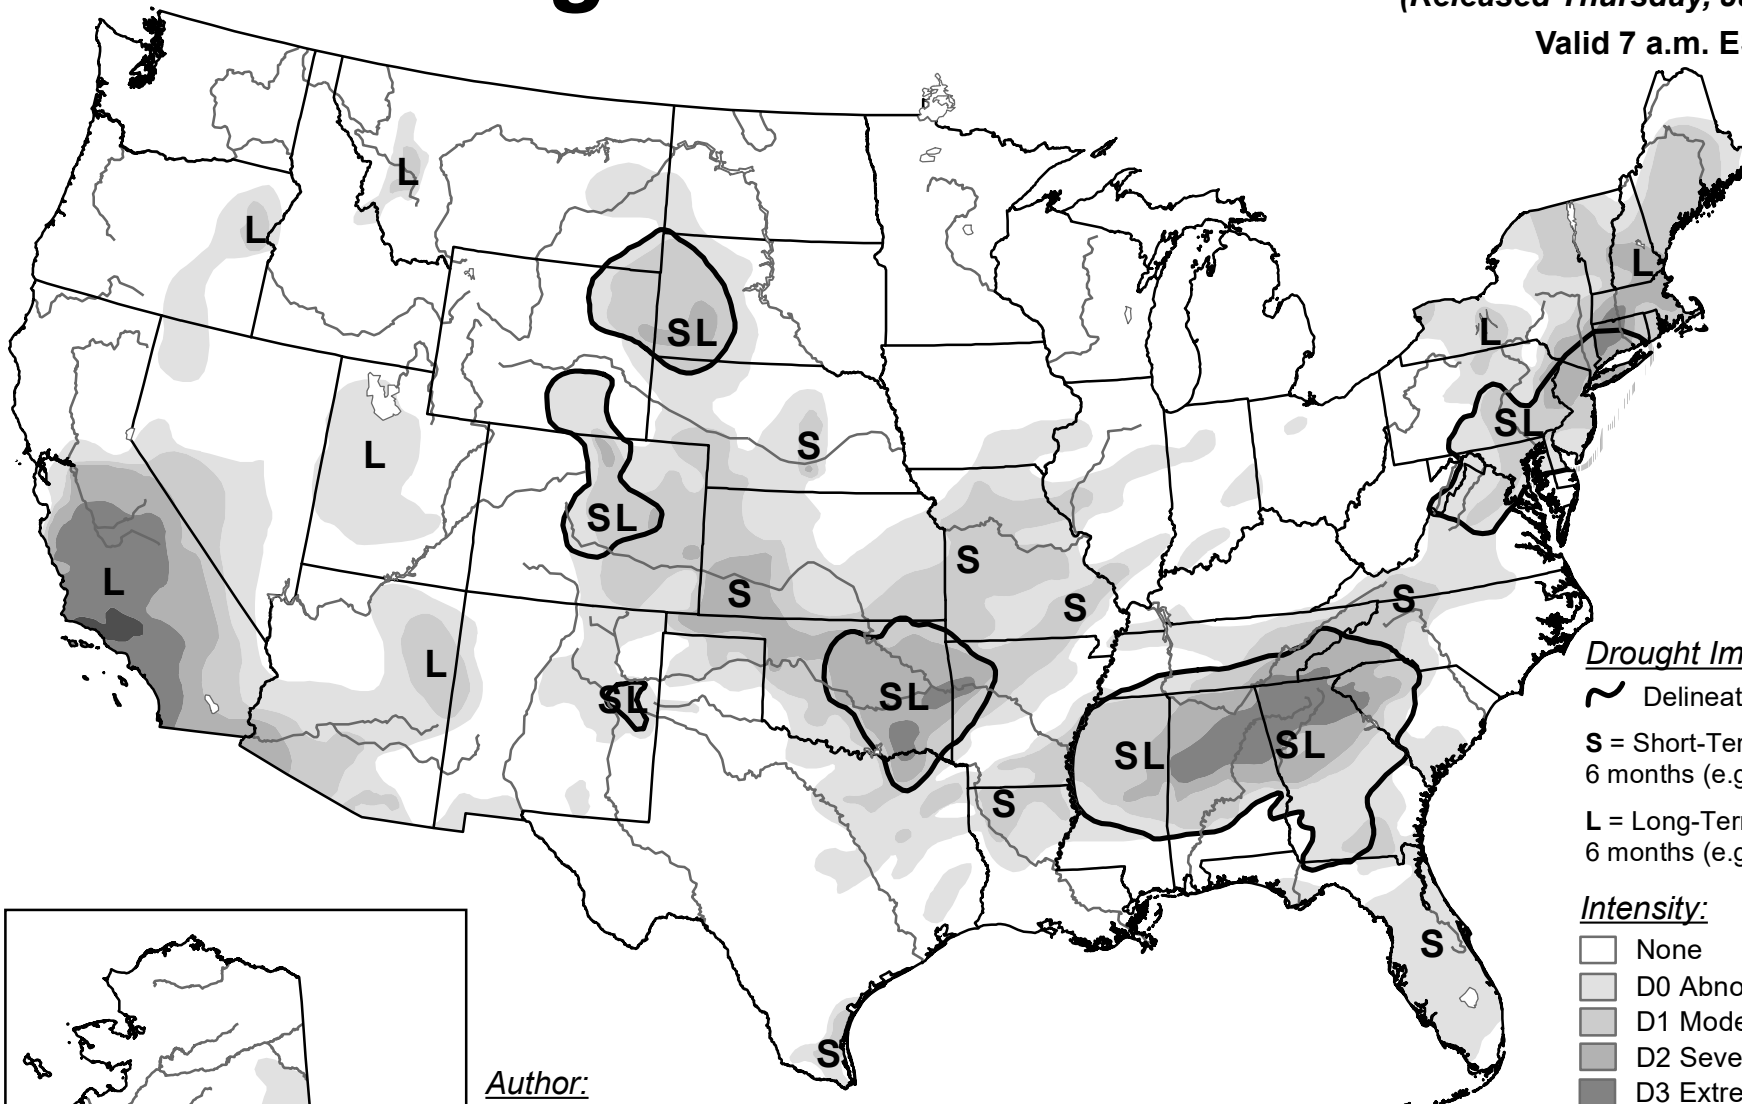 (Released Thursday,
Valid 7 a.m.
L
L
L
SL
L
SL
S
L
SL
SL
S
L
S
S
S
L
SL
SL
SL
SL
S
S
S
Drought
Delineat
S = Short-Ter
6 months (e.g
L = Long-Ter
6 months (e.g
Intensity:
None
D0 Abno
D1 Mode
D2 Seve
D3 Extre
Author: